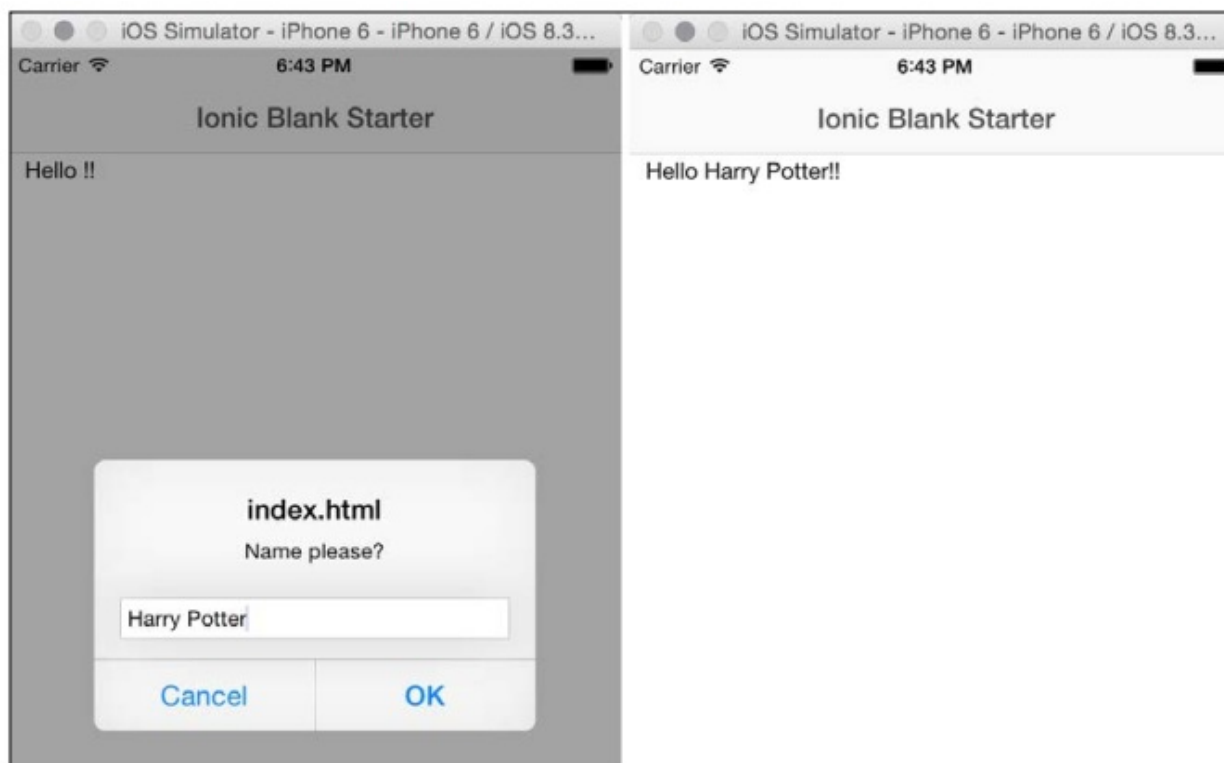 iOS Simulator - iPhone 6 - iPhone 6 / iOS 8.3...
Carrier
6:43 PM
Ionic Blank Starter
Hello !!
index.html
Name please?
Harry Potter
Cancel
OK
iOS Simulator - iPhone 6 - iPhone 6 / iOS 8.3...
Carrier
6:43 PM
Ionic Blank Starter
Hello Harry Potter!!